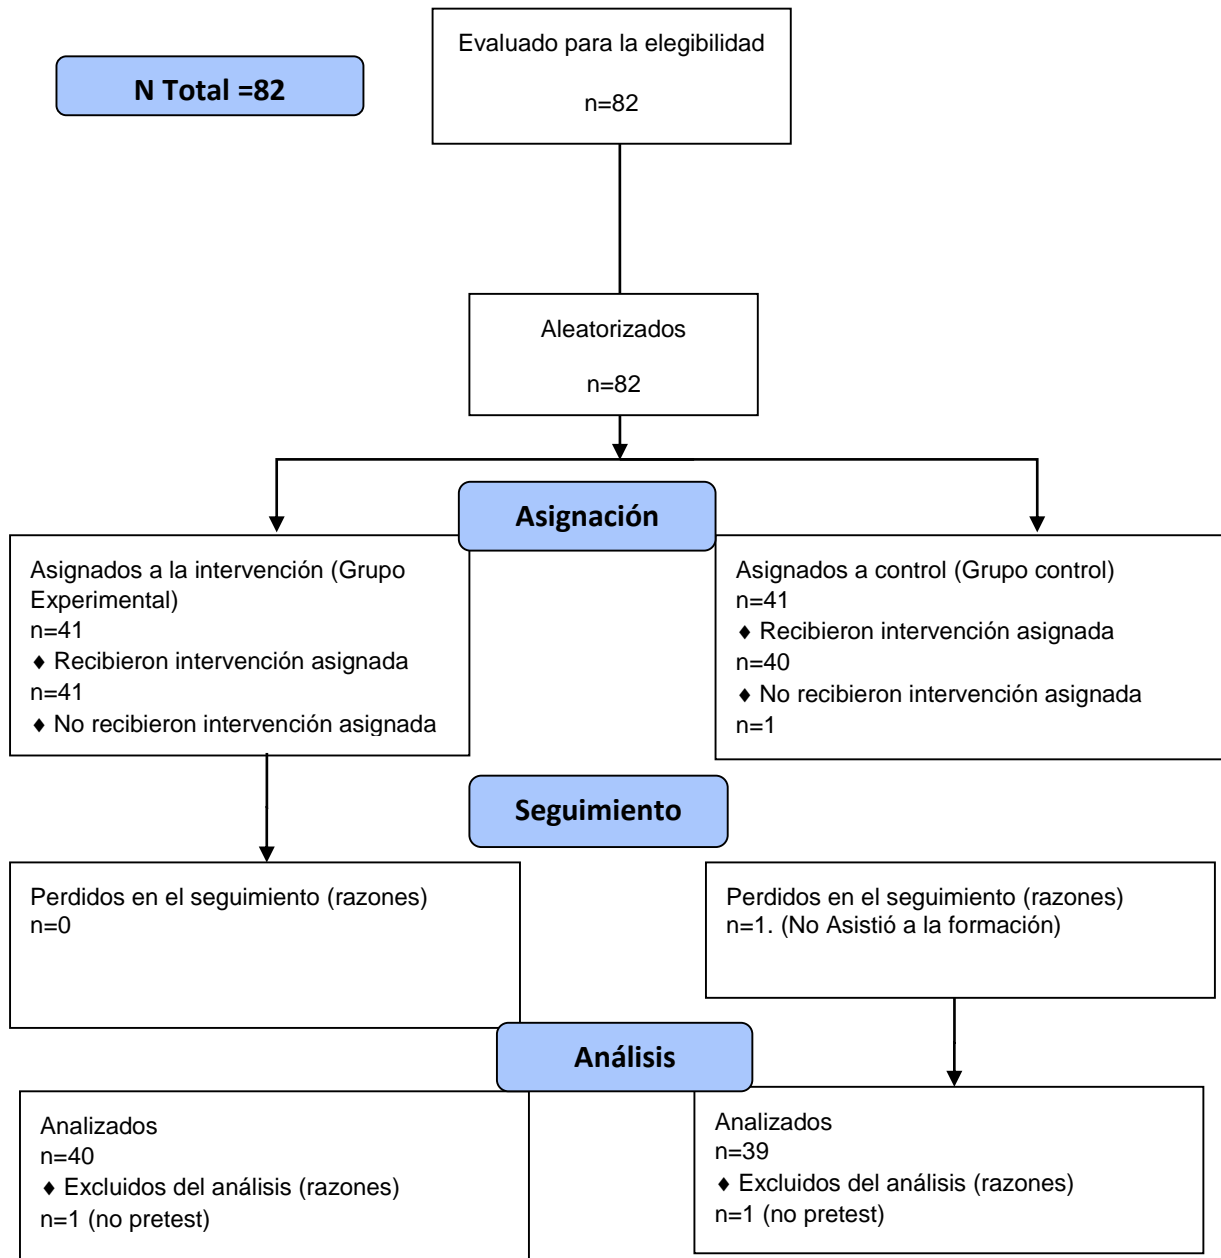 Evaluado para la elegibilidad
n=82
N Total =82
Aleatorizados
n=82
Asignación
Asignados a la intervención (Grupo
Experimental)
n=41
♦ Recibieron intervención asignada
n=41
♦ No recibieron intervención asignada
Asignados a control (Grupo control)
n=41
♦ Recibieron intervención asignada
n=40
♦ No recibieron intervención asignada
n=1
Seguimiento
Perdidos en el seguimiento (razones)
n=0
Perdidos en el seguimiento (razones)
n=1. (No Asistió a la formación)
Análisis
Analizados
n=40
♦ Excluidos del análisis (razones)
n=1 (no pretest)
Analizados
n=39
♦ Excluidos del análisis (razones)
n=1 (no pretest)